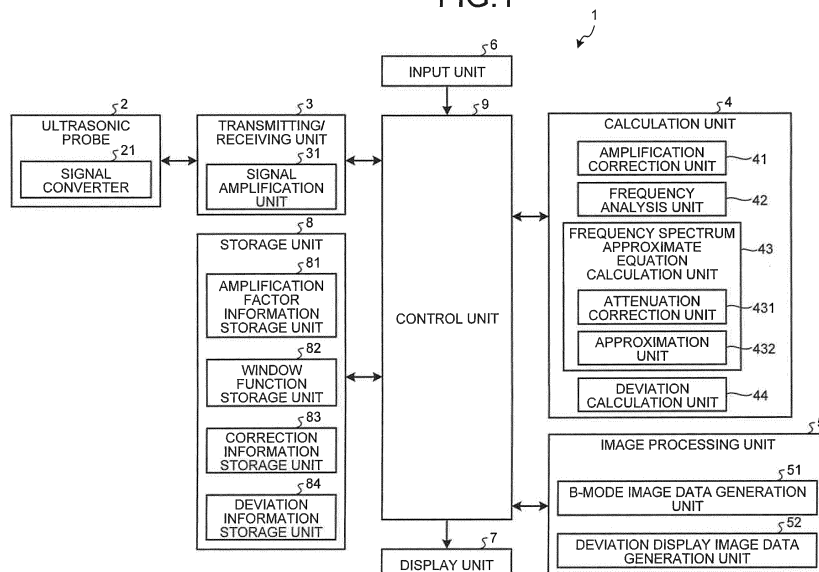 FIG.1
1
6
INPUT UNIT
2
ULTRASONIC
PROBE
21
SIGNAL
CONVERTER
3
TRANSMITTING/
RECEIVING UNIT
31
SIGNAL
AMPLIFICATION
UNIT
9
CONTROL UNIT
4
CALCULATION UNIT
AMPLIFICATION
CORRECTION UNIT
41
FREQUENCY
ANALYSIS UNIT
42
FREQUENCY SPECTRUM
APPROXIMATE
EQUATION
CALCULATION UNIT
43
ATTENUATION
CORRECTION UNIT
431
APPROXIMATION
UNIT
432
DEVIATION
CALCULATION UNIT
44
8
STORAGE UNIT
81
AMPLIFICATION
FACTOR
INFORMATION
STORAGE UNIT
82
WINDOW
FUNCTION
STORAGE UNIT
83
CORRECTION
INFORMATION
STORAGE UNIT
84
DEVIATION
INFORMATION
STORAGE UNIT
IMAGE PROCESSING UNIT
51
B-MODE IMAGE DATA GENERATION
UNIT
52
DEVIATION DISPLAY IMAGE DATA
GENERATION UNIT
7
DISPLAY UNIT